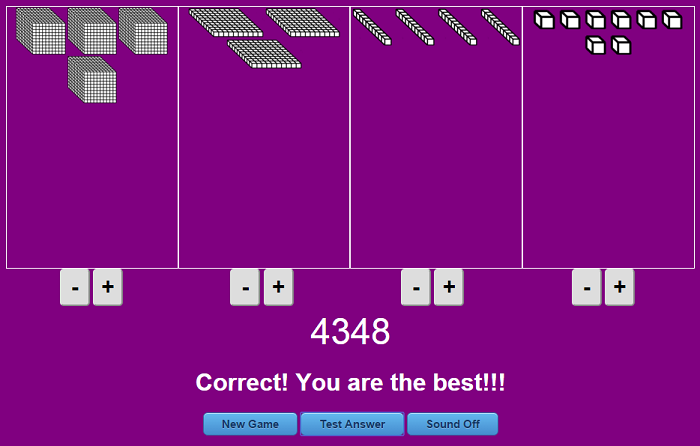 - + - + - + - +
4348
Correct! You are the best!!!
New Game Test Answer Sound Off